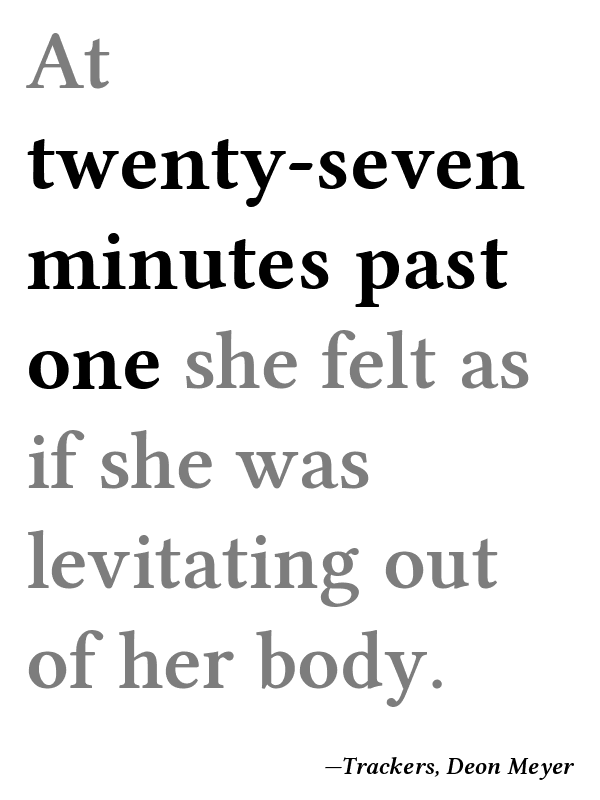 At
twenty-seven
minutes past
one she felt as
if she was
levitating out
of her body.
—Trackers, Deon Meyer